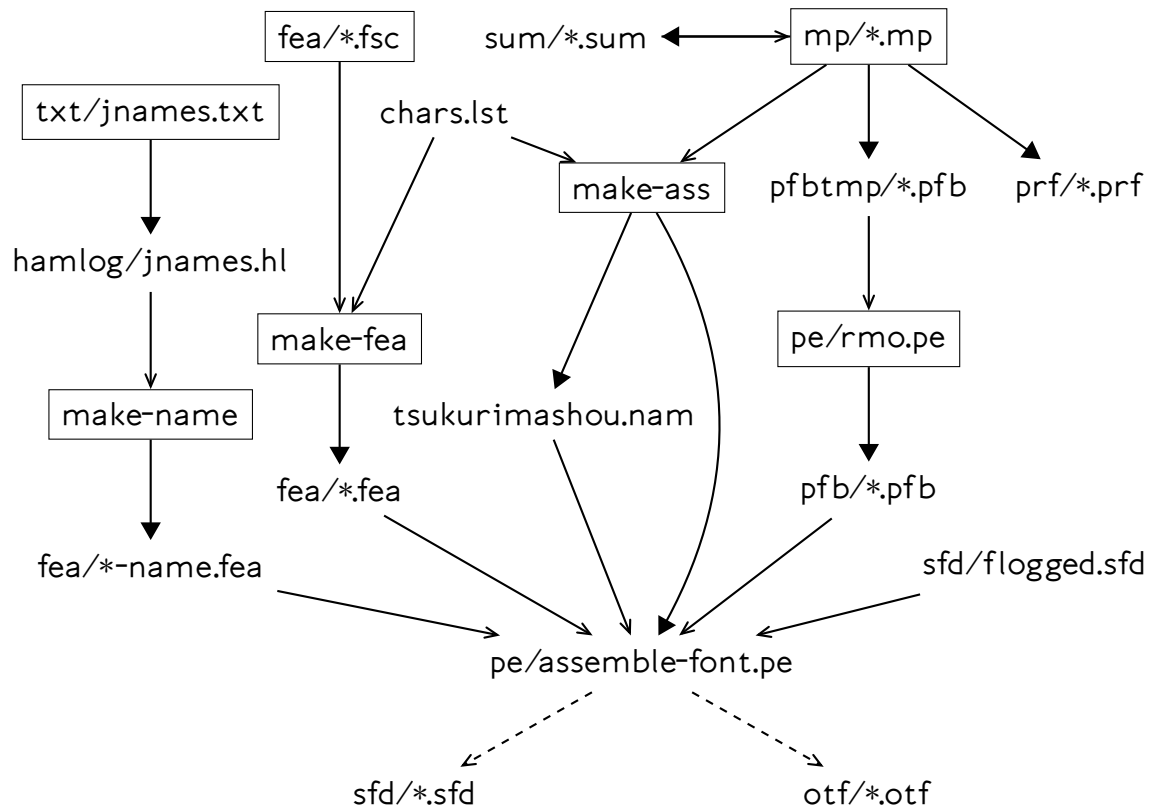 fea/*.fsc
sum/*.sum
mp/*.mp
txt/jnames.txt
chars.lst
make-ass
pfbtmp/*.pfb
prf/*.prf
hamlog/jnames.hl
make-fea
pe/rmo.pe
make-name
tsukurimashou.nam
fea/*.fea
pfb/*.pfb
fea/*-name.fea
sfd/flogged.sfd
pe/assemble-font.pe
sfd/*.sfd
otf/*.otf